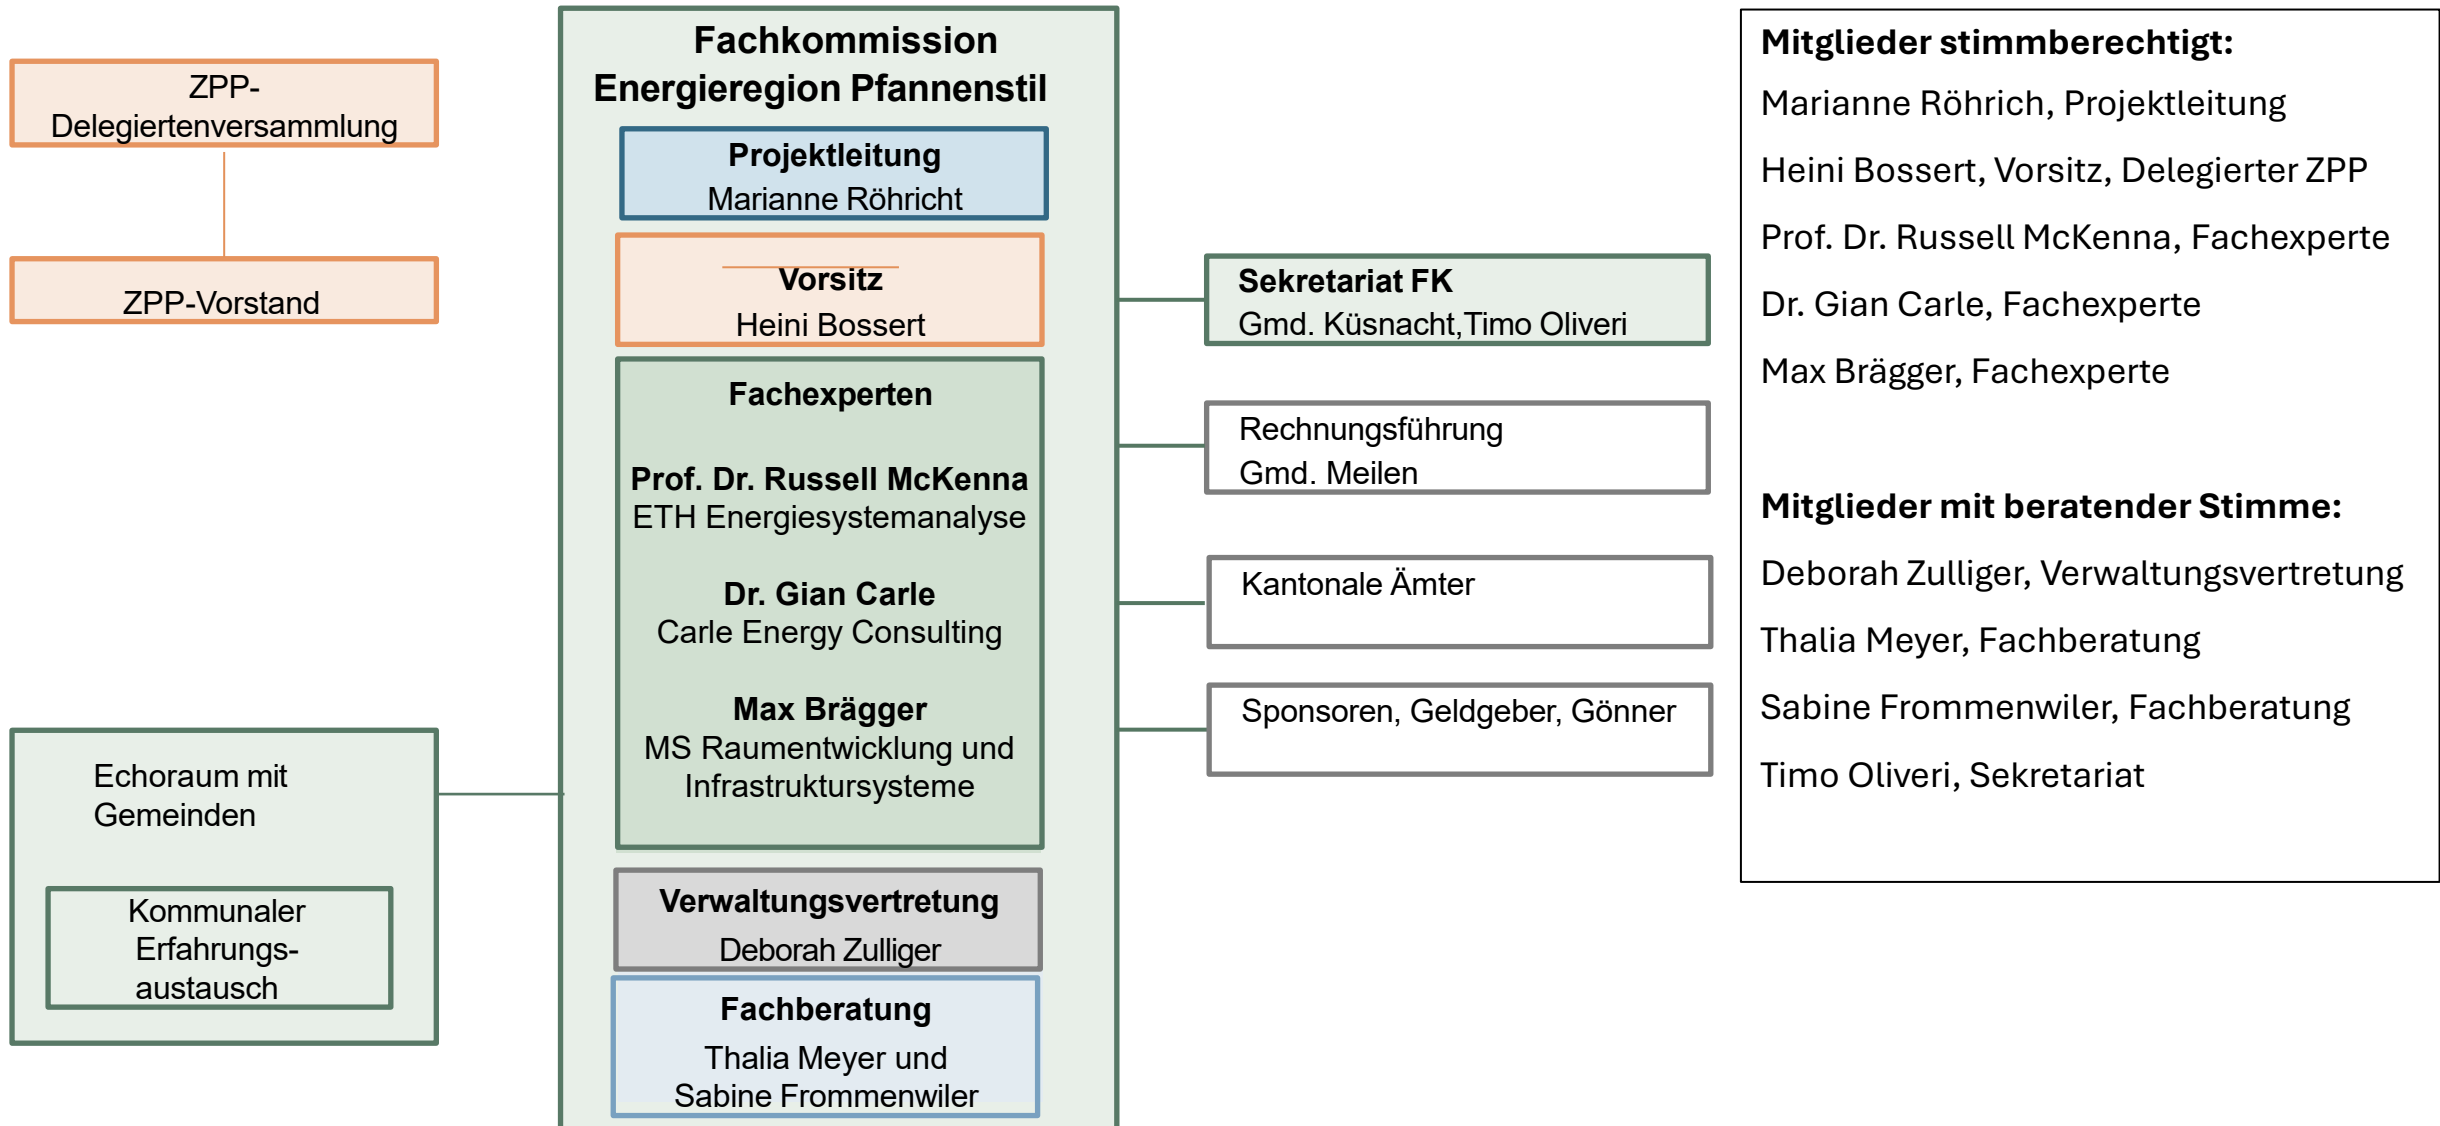 ZPP-
Delegiertenversammlung
ZPP-Vorstand
Echoraum mit
Gemeinden
Kommunaler
Erfahrungs-
austausch
Fachkommission
Energieregion Pfannenstil
Projektleitung
Marianne Röhricht
Vorsitz
Heini Bossert
Fachexperten
Prof. Dr. Russell McKenna
ETH Energiesystemanalyse
Dr. Gian Carle
Carle Energy Consulting
Max Brägger
MS Raumentwicklung und
Infrastruktursysteme
Verwaltungsvertretung
Deborah Zulliger
Fachberatung
Thalia Meyer und
Sabine Frommenwiler
Sekretariat FK
Gmd. Küsnacht,Timo Oliveri
Rechnungsführung
Gmd. Meilen
Kantonale Ämter
Sponsoren, Geldgeber, Gönner
Mitglieder stimmberechtigt:
Marianne Röhrich, Projektleitung
Heini Bossert, Vorsitz, Delegierter ZPP
Prof. Dr. Russell McKenna, Fachexperte
Dr. Gian Carle, Fachexperte
Max Brägger, Fachexperte
Mitglieder mit beratender Stimme:
Deborah Zulliger, Verwaltungsvertretung
Thalia Meyer, Fachberatung
Sabine Frommenwiler, Fachberatung
Timo Oliveri, Sekretariat